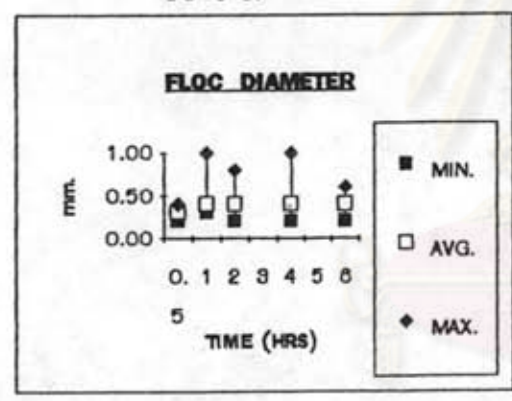 FLOC DIAMETER
1.00
0.50
0.00
mm.
0. 1 2 3 4 5 6
5
TIME (HRS)
MIN.
AVG.
MAX.